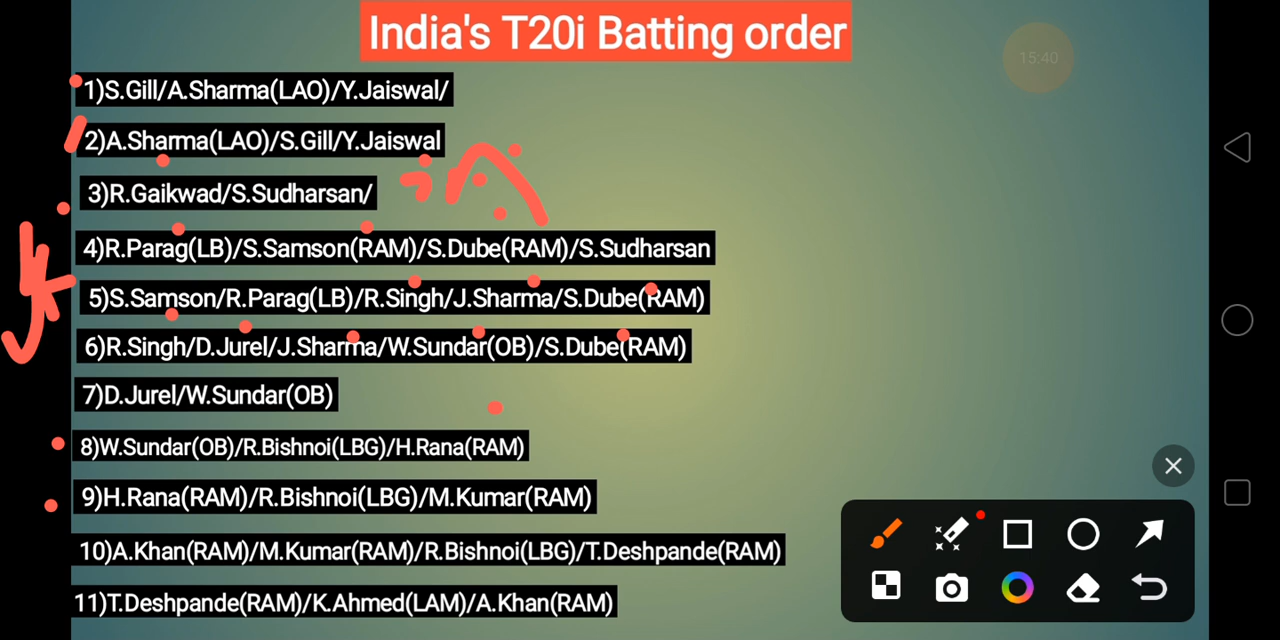 India's T20i Batting order
15:40
1)S.Gill/A.Sharma(LAO)/Y.Jaiswal/
2)A.Sharma(LAO)/S.Gill/Y.Jaiswal
3)R.Gaikwad/S.Sudharsan/
4)R.Parag(LB)/S.Samson(RAM)/S.Dube(RAM)/S.Sudharsan
5)S.Samson/R.Parag(LB)/R.Singh/J.Sharma/S.Dube(RAM)
6)R.Singh/D.Jurel/J.Sharma/W.Sundar(OB)/S.Dube(RAM)
7)D.Jurel/W.Sundar(OB)
8)W.Sundar(OB)/R.Bishnoi(LBG)/H.Rana(RAM)
9)H.Rana(RAM)/R.Bishnoi(LBG)/M.Kumar(RAM)
10)A.Khan(RAM)/M.Kumar(RAM)/R.Bishnoi(LBG)/T.Deshpande(RAM)
11)T.Deshpande(RAM)/K.Ahmed(LAM)/A.Khan(RAM)